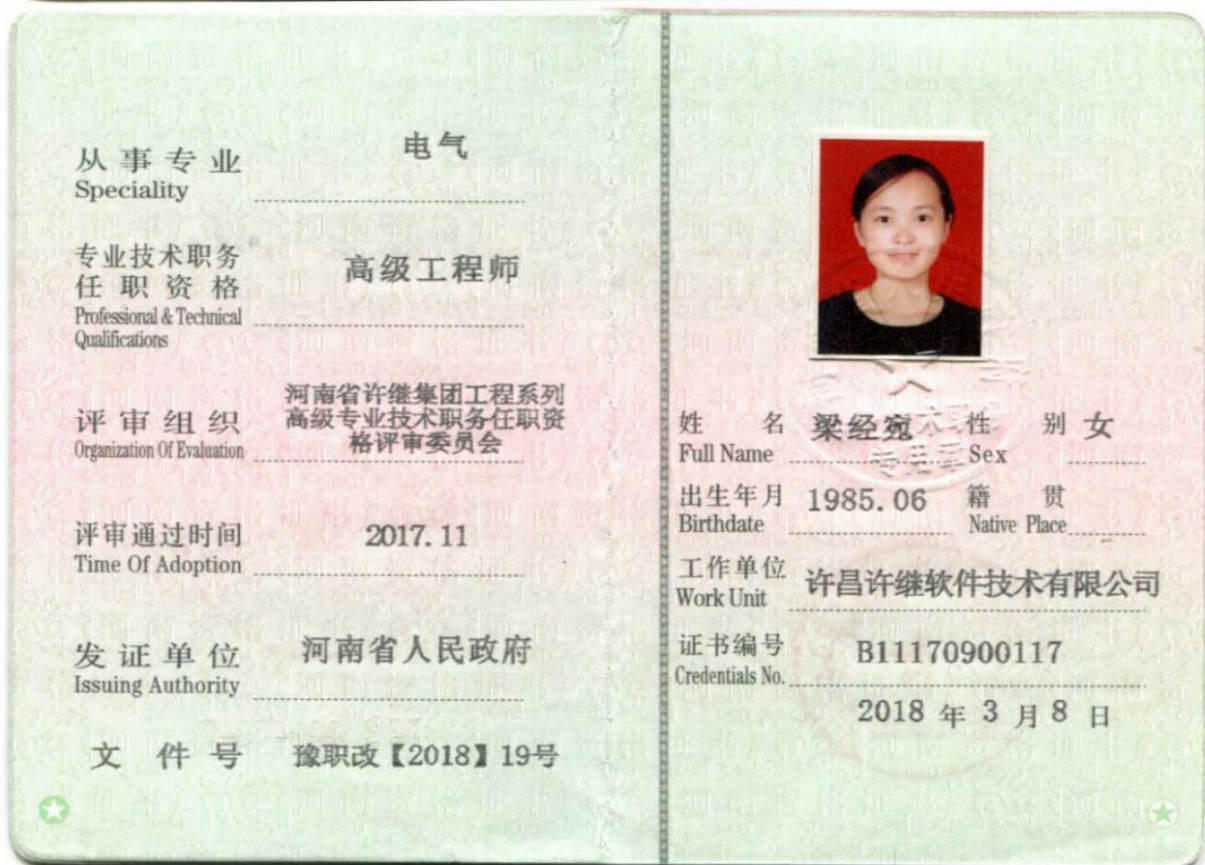 从事专业 电气
Speciality
专业技术职务
任职资格 高级工程师
Professional & Technical
Qualifications
河南省许继集团工程系列
评审组织 高级专业技术职务任职资
Organization Of Evaluation 格评审委员会
评审通过时间 2017.11
Time Of Adoption
发证单位 河南省人民政府
Issuing Authority
文件号 豫职改【2018】19号
姓名 梁经宛 性别 女
Full Name Sex
出生年月 1985.06 籍贯
Birthdate Native Place
工作单位 许昌许继软件技术有限公司
Work Unit
证书编号 B11170900117
Credentials No.
2018 年 3 月 8 日